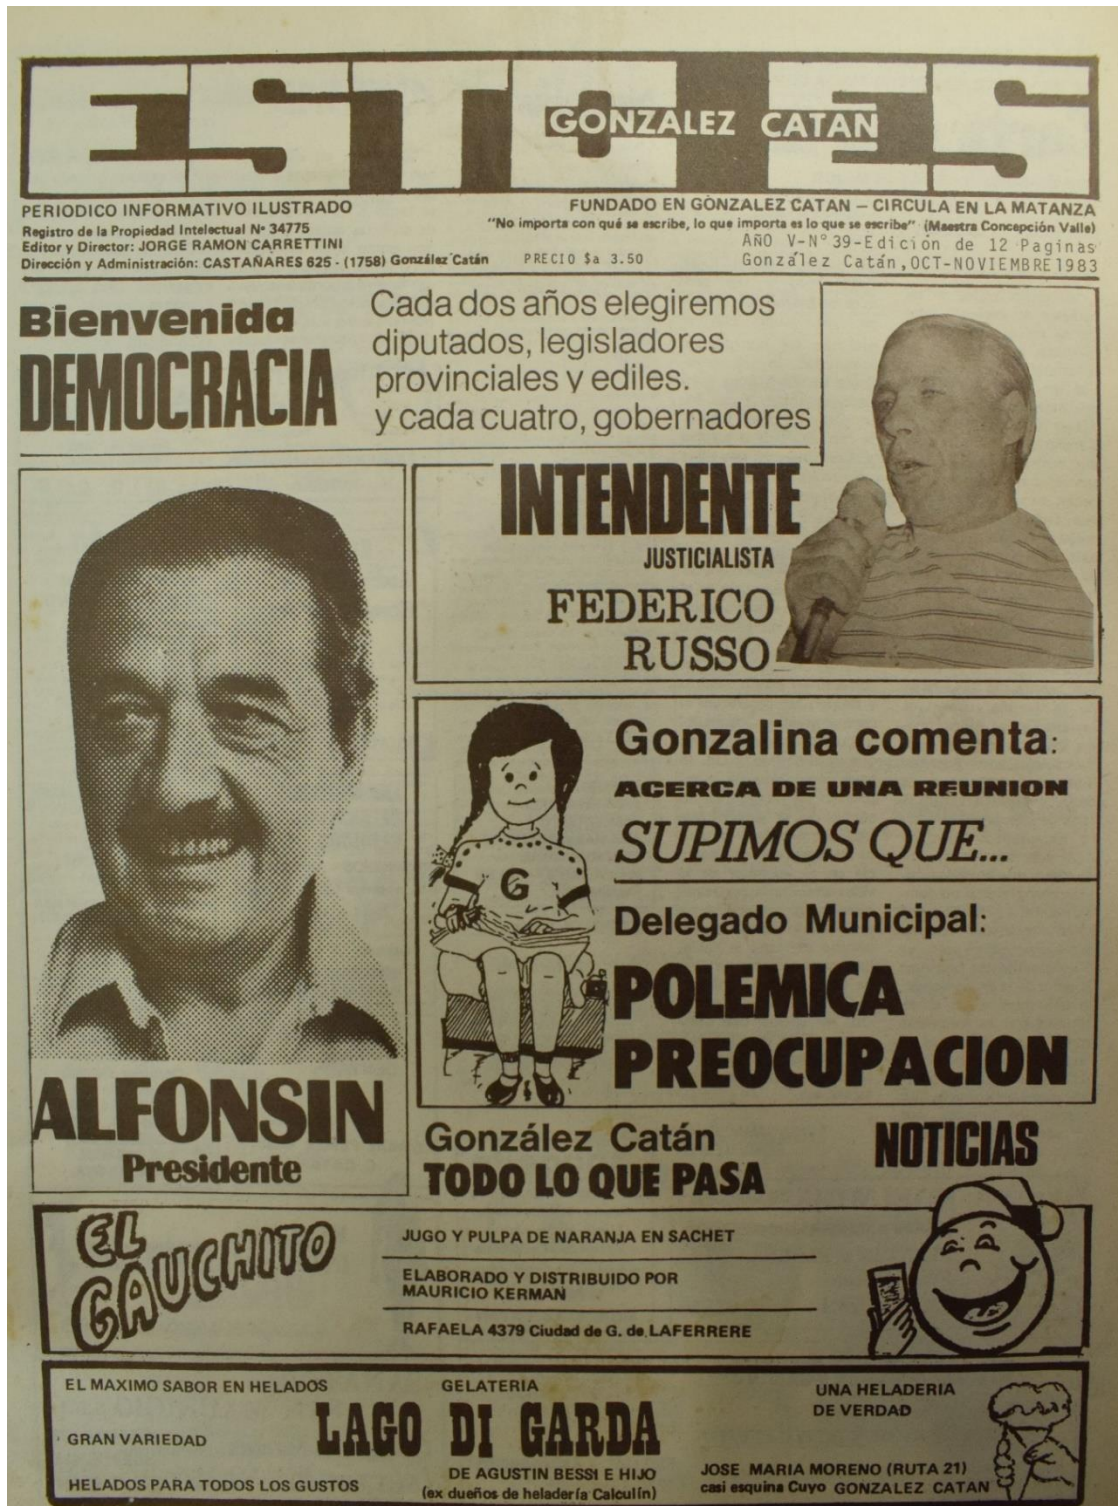 ESTO ES
GONZALEZ CATAN
PERIODICO INFORMATIVO ILUSTRADO
Registro de la Propiedad Intelectual Nº 34775
Editor y Director: JORGE RAMON CARRETTINI
Dirección y Administración: CASTAÑARES 625 - (1758) González Catán
PRECIO $a 3.50
FUNDADO EN GONZALEZ CATAN – CIRCULA EN LA MATANZA
"No importa con qué se escribe, lo que importa es lo que se escribe" (Maestra Concepción Valle)
AÑO V-Nº39-Edición de 12 Paginas
González Catán,OCT-NOVIEMBRE1983
Bienvenida
DEMOCRACIA
Cada dos años elegiremos
diputados, legisladores
provinciales y ediles.
y cada cuatro, gobernadores
INTENDENTE
JUSTICIALISTA
FEDERICO
RUSSO
ALFONSIN
Presidente
Gonzalina comenta:
ACERCA DE UNA REUNION
SUPIMOS QUE...
G
Delegado Municipal:
POLEMICA
PREOCUPACION
González Catán
TODO LO QUE PASA
NOTICIAS
EL
GAUCHITO
JUGO Y PULPA DE NARANJA EN SACHET
ELABORADO Y DISTRIBUIDO POR
MAURICIO KERMAN
RAFAELA 4379 Ciudad de G. de LAFERRERE
EL MAXIMO SABOR EN HELADOS
GRAN VARIEDAD
HELADOS PARA TODOS LOS GUSTOS
GELATERIA
LAGO DI GARDA
DE AGUSTIN BESSI E HIJO
(ex dueños de heladería Calculín)
UNA HELADERIA
DE VERDAD
JOSE MARIA MORENO (RUTA 21)
casi esquina Cuyo GONZALEZ CATAN